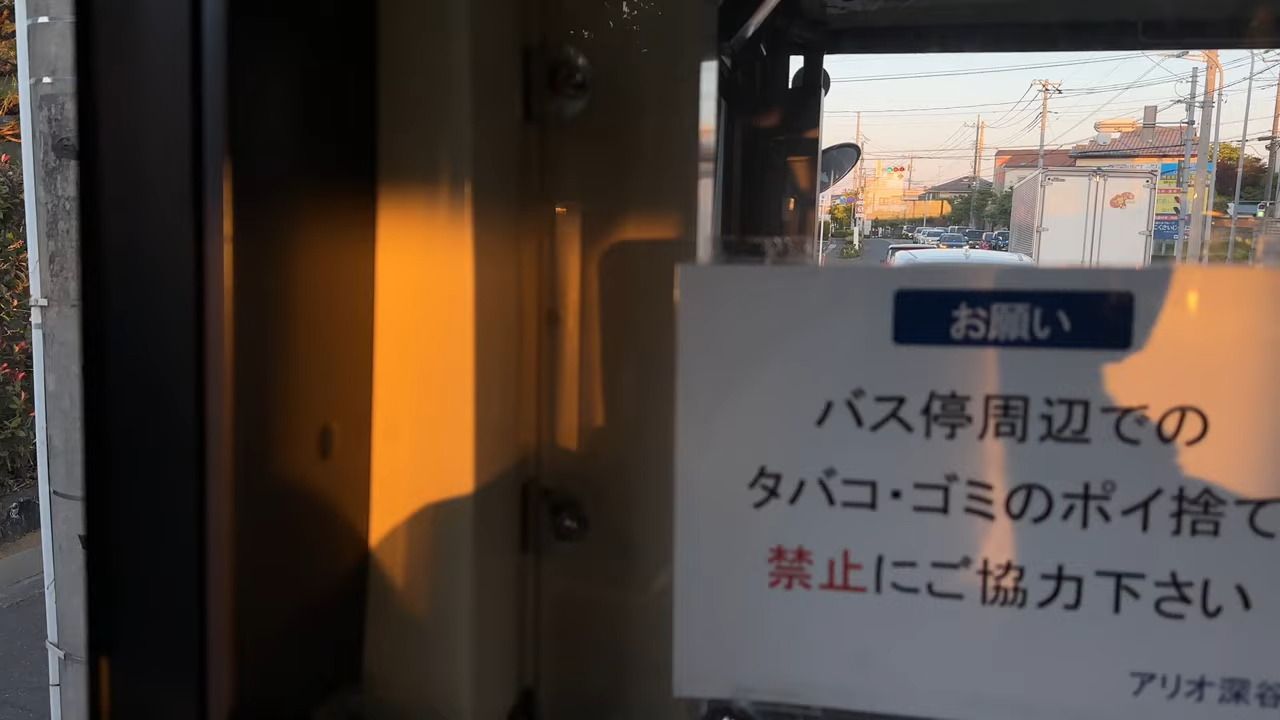 お願い
バス停周辺での
タバコ・ゴミのポイ捨て
禁止にご協力下さい
アリオ深谷